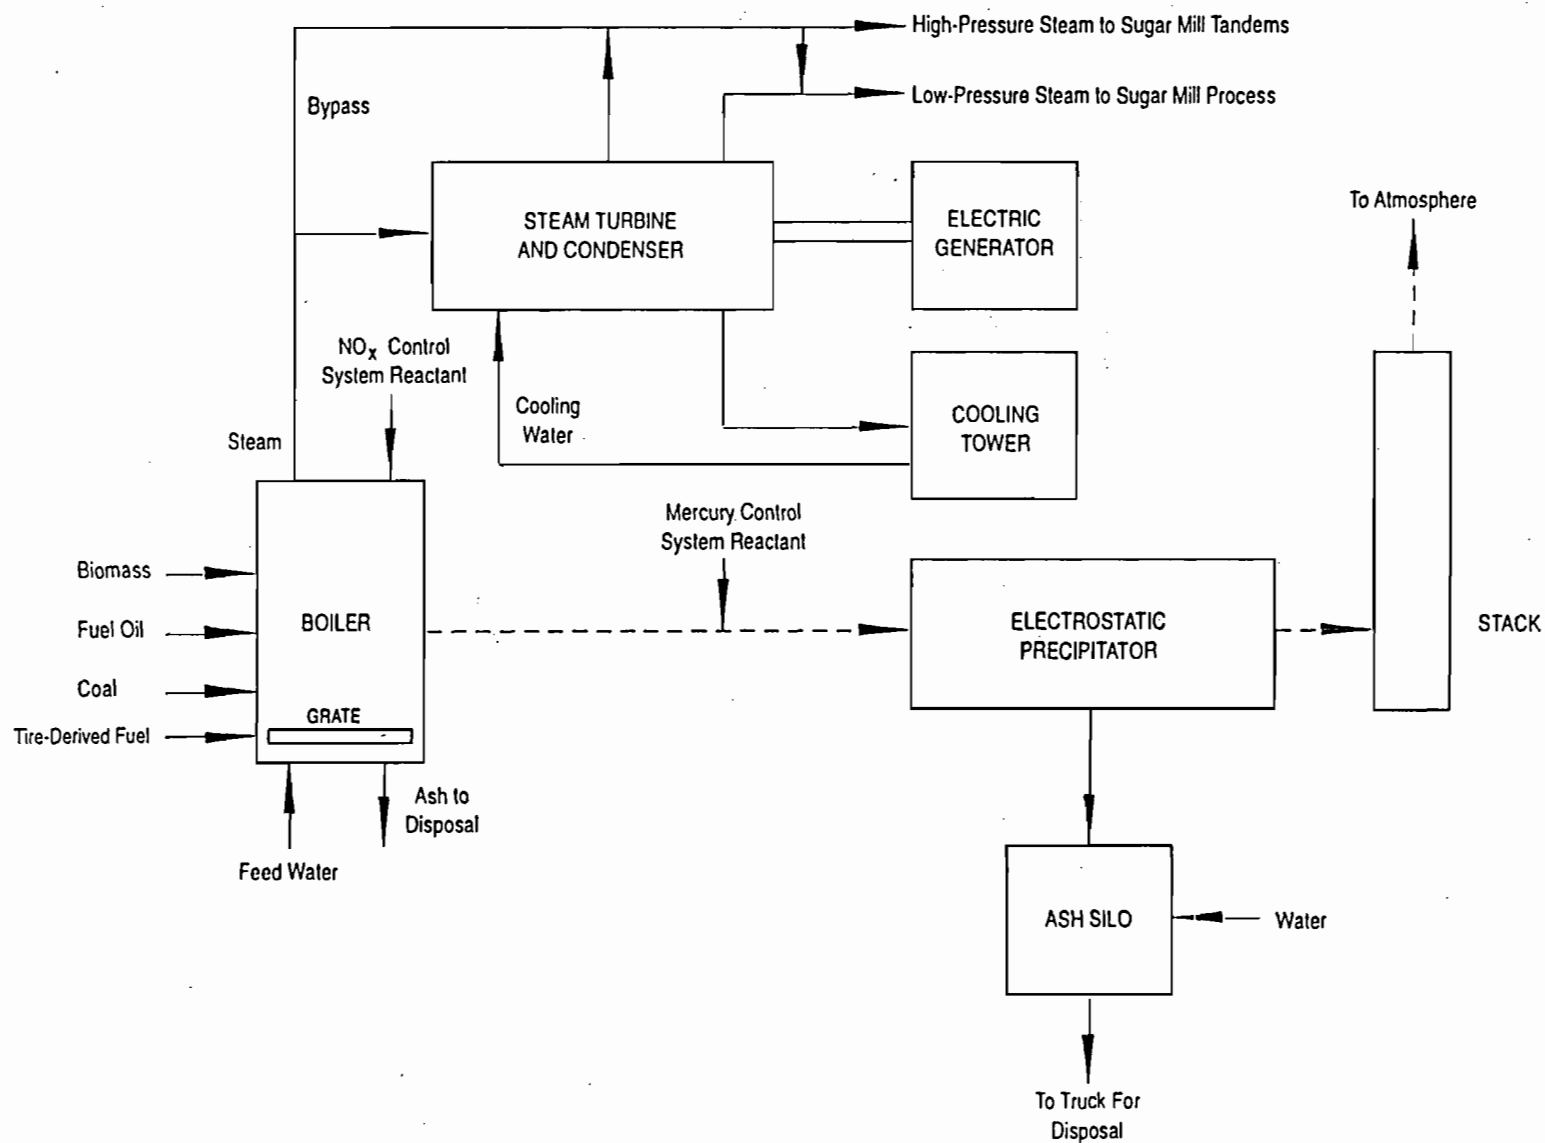 High-Pressure Steam to Sugar Mill Tandems
Low-Pressure Steam to Sugar Mill Process
Bypass
STEAM TURBINE
AND CONDENSER
ELECTRIC
GENERATOR
To Atmosphere
NOx Control
System Reactant
Cooling
Water
COOLING
TOWER
Steam
Mercury Control
System Reactant
Biomass
Fuel Oil
Coal
Tire-Derived Fuel
BOILER
GRATE
ELECTROSTATIC
PRECIPITATOR
STACK
Ash to
Disposal
Feed Water
ASH SILO
Water
To Truck For
Disposal